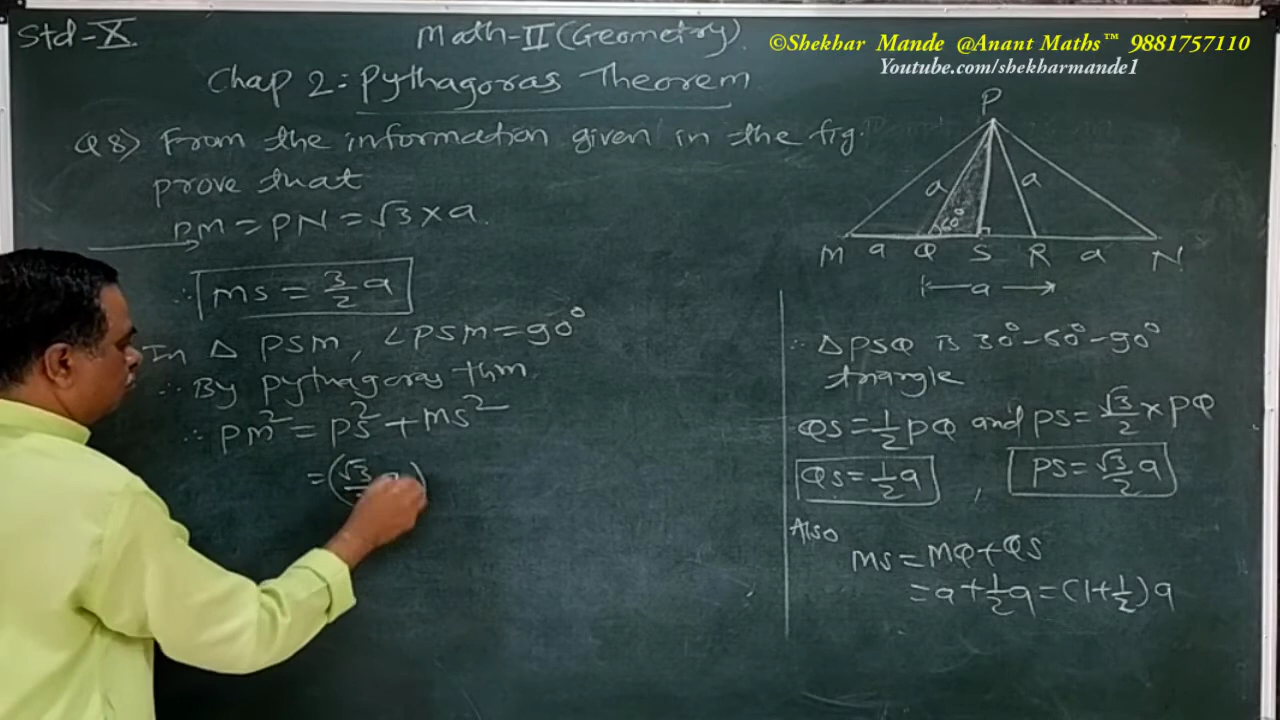 Std-X
Math-II (Geometry)
©Shekhar Mande @Anant Maths™ 9881757110
Youtube.com/shekharmande1
Chap 2: Pythagoras Theorem
Q8) From the information given in the fig.
prove that
PM = PN = √3 × a.
∴ MS = 3/2 a
In △ PSM, ∠PSM = 90°
∴ By pythagoras thm
∴ PM² = PS² + MS²
= (√3/2 a)
P
a a
60°
M a Q S R a N
a
∴ △PSQ is 30°-60°-90°
triangle
QS = 1/2 PQ and PS = √3/2 × PQ
QS = 1/2 a , PS = √3/2 a
Also
MS = MQ + QS
= a + 1/2 a = (1 + 1/2) a